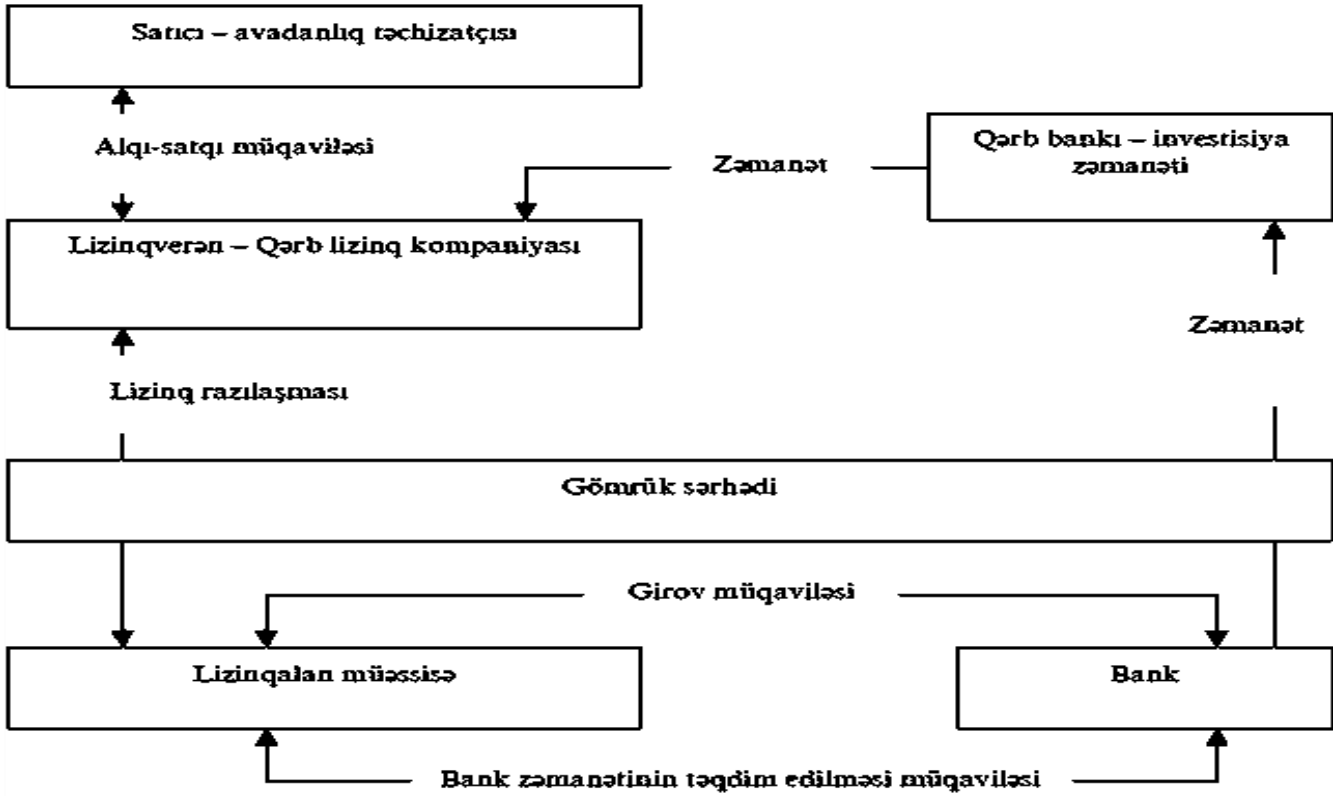 Satıcı – avadanlıq təchizatçısı
Alqı-satqı müqaviləsi
Zəmanət
Qərb bankı – investisiya
zəmanəti
Lizinqverən – Qərb lizinq kompaniyası
Zəmanət
Lizinq razılaşması
Gömrük sərhədi
Girov müqaviləsi
Lizinqalan müəssisə
Bank
Bank zəmanətinin təqdim edilməsi müqaviləsi